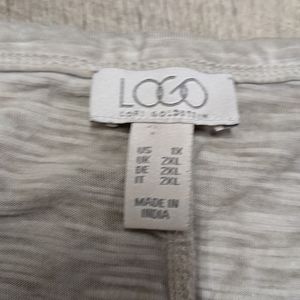 LOGO
LORI GOLDSTEIN
US 1X
UK 2XL
DE 2XL
IT 2XL
MADE IN
INDIA